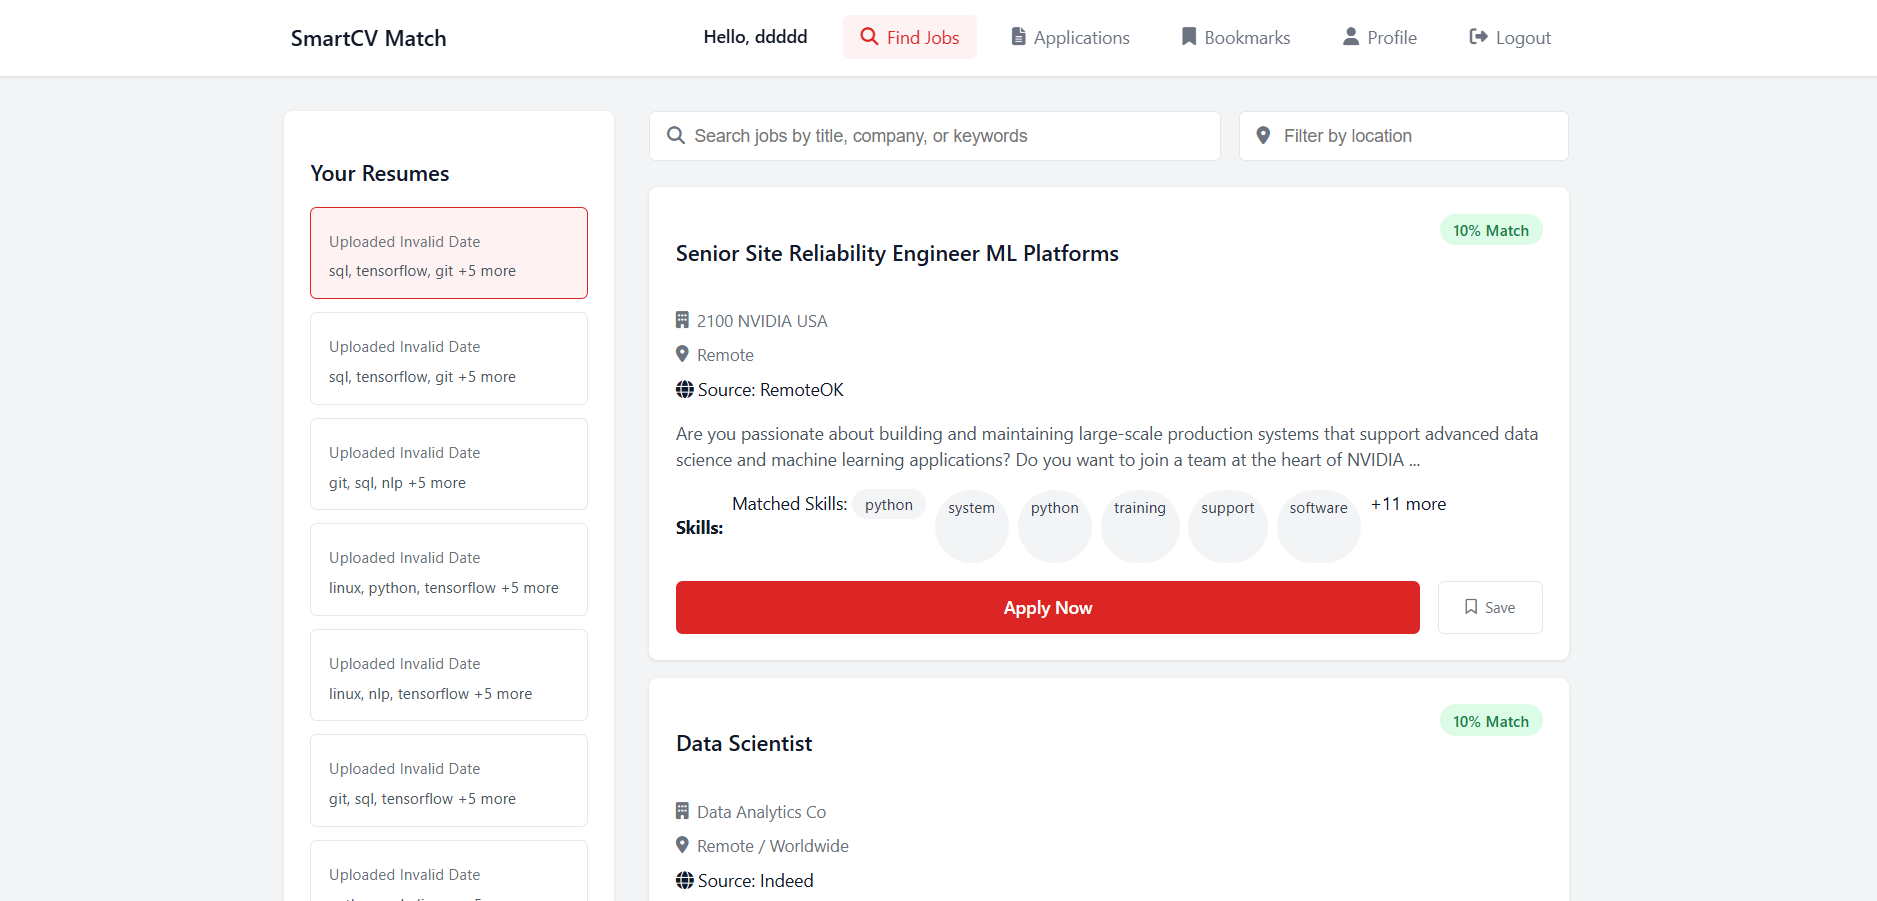 SmartCV Match
Hello, ddddd
Find Jobs
Applications
Bookmarks
Profile
Logout
Your Resumes
Uploaded Invalid Date
sql, tensorflow, git +5 more
Uploaded Invalid Date
sql, tensorflow, git +5 more
Uploaded Invalid Date
git, sql, nlp +5 more
Uploaded Invalid Date
linux, python, tensorflow +5 more
Uploaded Invalid Date
linux, nlp, tensorflow +5 more
Uploaded Invalid Date
git, sql, tensorflow +5 more
Uploaded Invalid Date
Search jobs by title, company, or keywords
Filter by location
10% Match
Senior Site Reliability Engineer ML Platforms
2100 NVIDIA USA
Remote
Source: RemoteOK
Are you passionate about building and maintaining large-scale production systems that support advanced data
science and machine learning applications? Do you want to join a team at the heart of NVIDIA ...
Skills: Matched Skills: python system python training support software +11 more
Apply Now
Save
10% Match
Data Scientist
Data Analytics Co
Remote / Worldwide
Source: Indeed